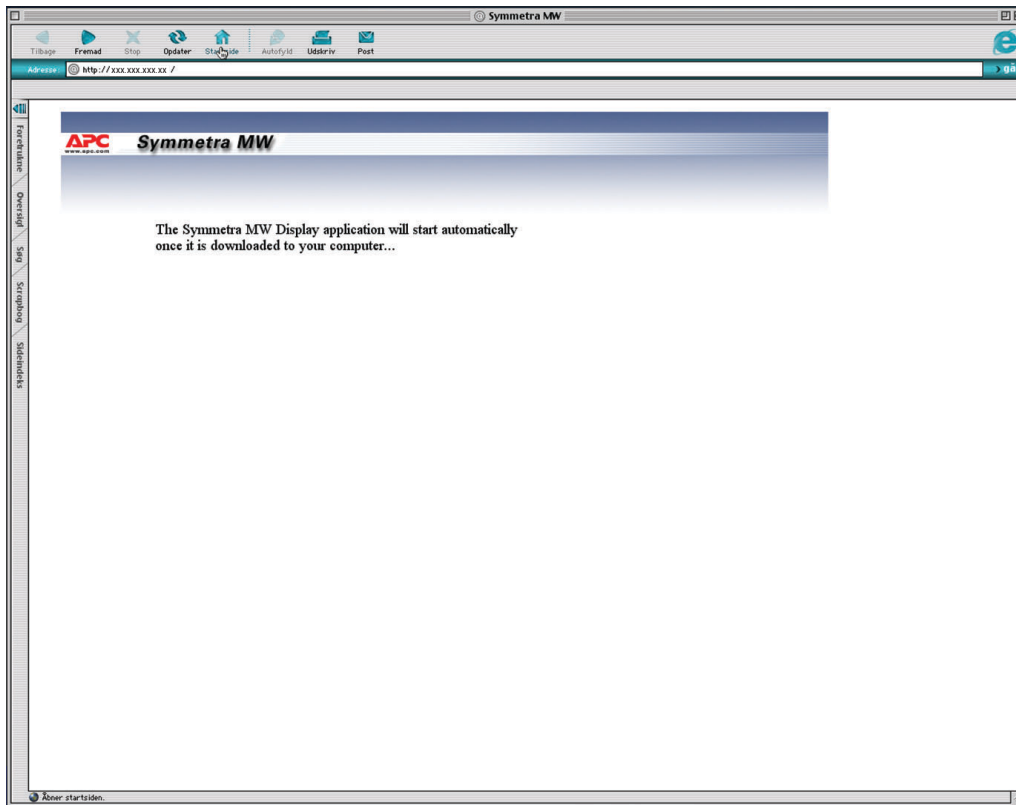 Symmetra MW
Tilbage Fremad Stop Opdater Startside Autofyld Udskriv Post
Adresse: http://xxx.xxx.xxx.xx / gå
Foretrukne
Oversigt
Søg
Scrapbog
Sideindeks
APC Symmetra MW
www.apc.com
The Symmetra MW Display application will start automatically
once it is downloaded to your computer...
Åbner startsiden.